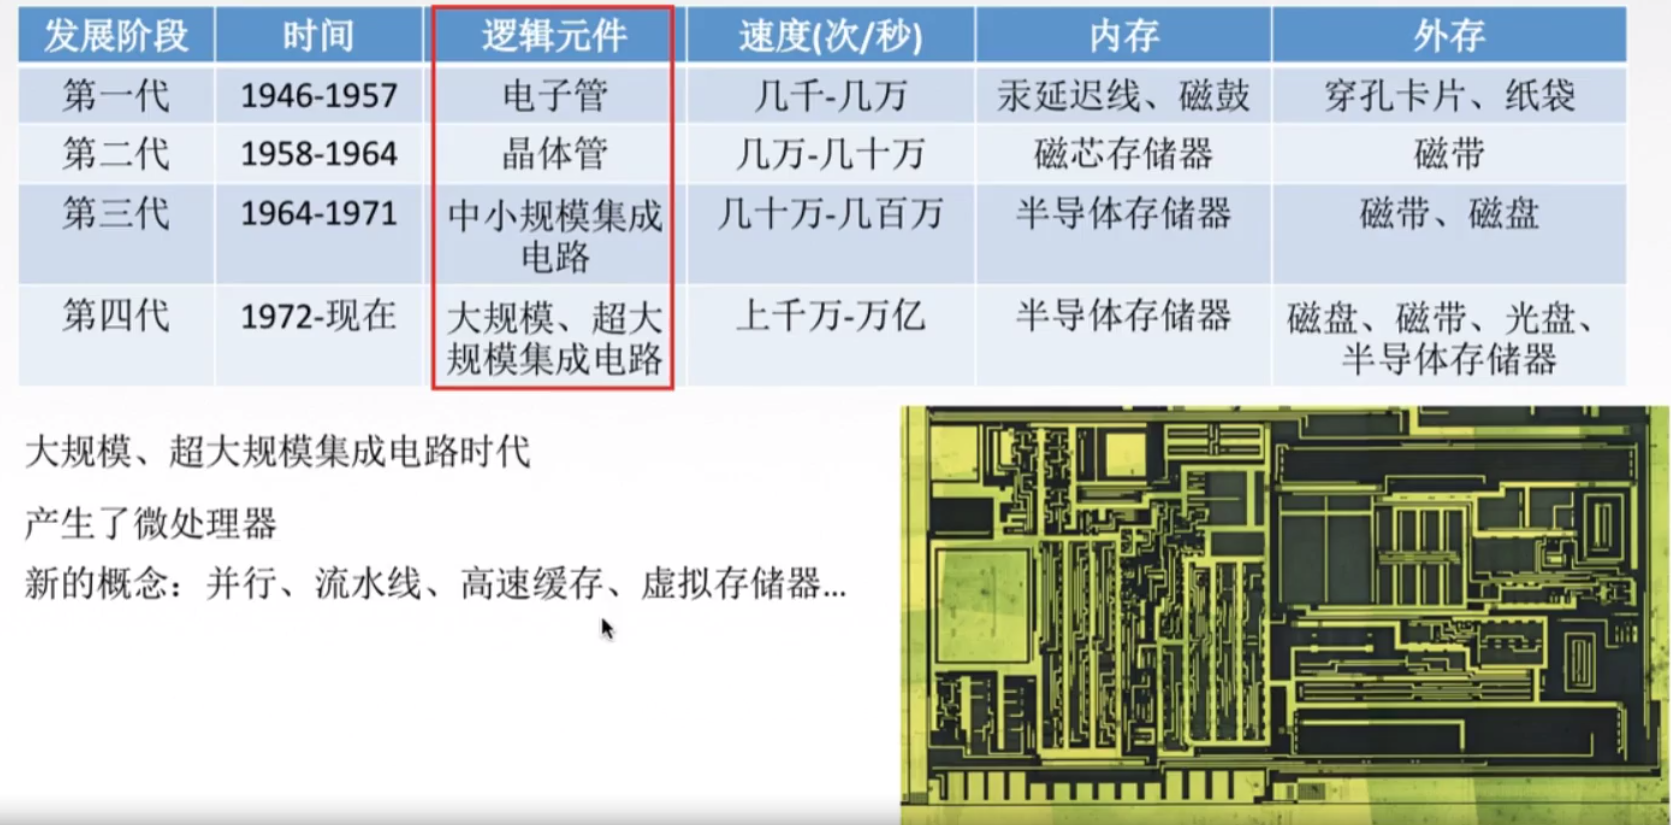 发展阶段 时间 逻辑元件 速度(次/秒) 内存 外存
第一代 1946-1957 电子管 几千-几万 汞延迟线、磁鼓 穿孔卡片、纸袋
第二代 1958-1964 晶体管 几万-几十万 磁芯存储器 磁带
第三代 1964-1971 中小规模集成 几十万-几百万 半导体存储器 磁带、磁盘
电路
第四代 1972-现在 大规模、超大 上千万-万亿 半导体存储器 磁盘、磁带、光盘、
规模集成电路 半导体存储器
大规模、超大规模集成电路时代
产生了微处理器
新的概念：并行、流水线、高速缓存、虚拟存储器...